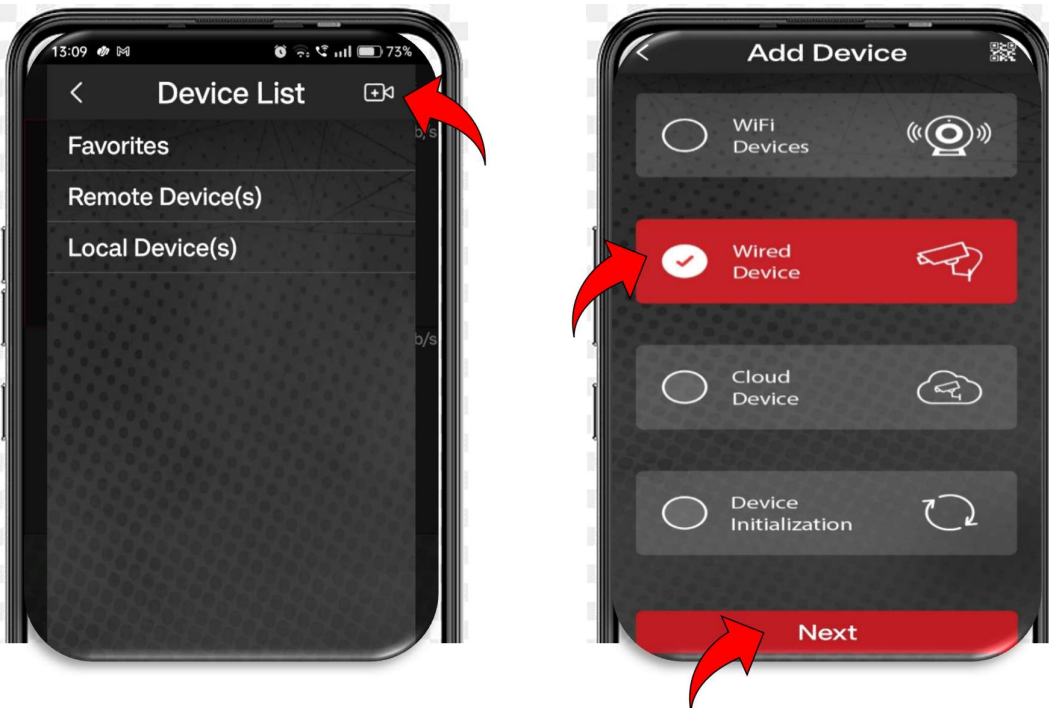 13:09
73%
Device List
b/s
Favorites
Remote Device(s)
Local Device(s)
b/s
Add Device
WiFi
Devices
Wired
Device
Cloud
Device
Device
Initialization
Next